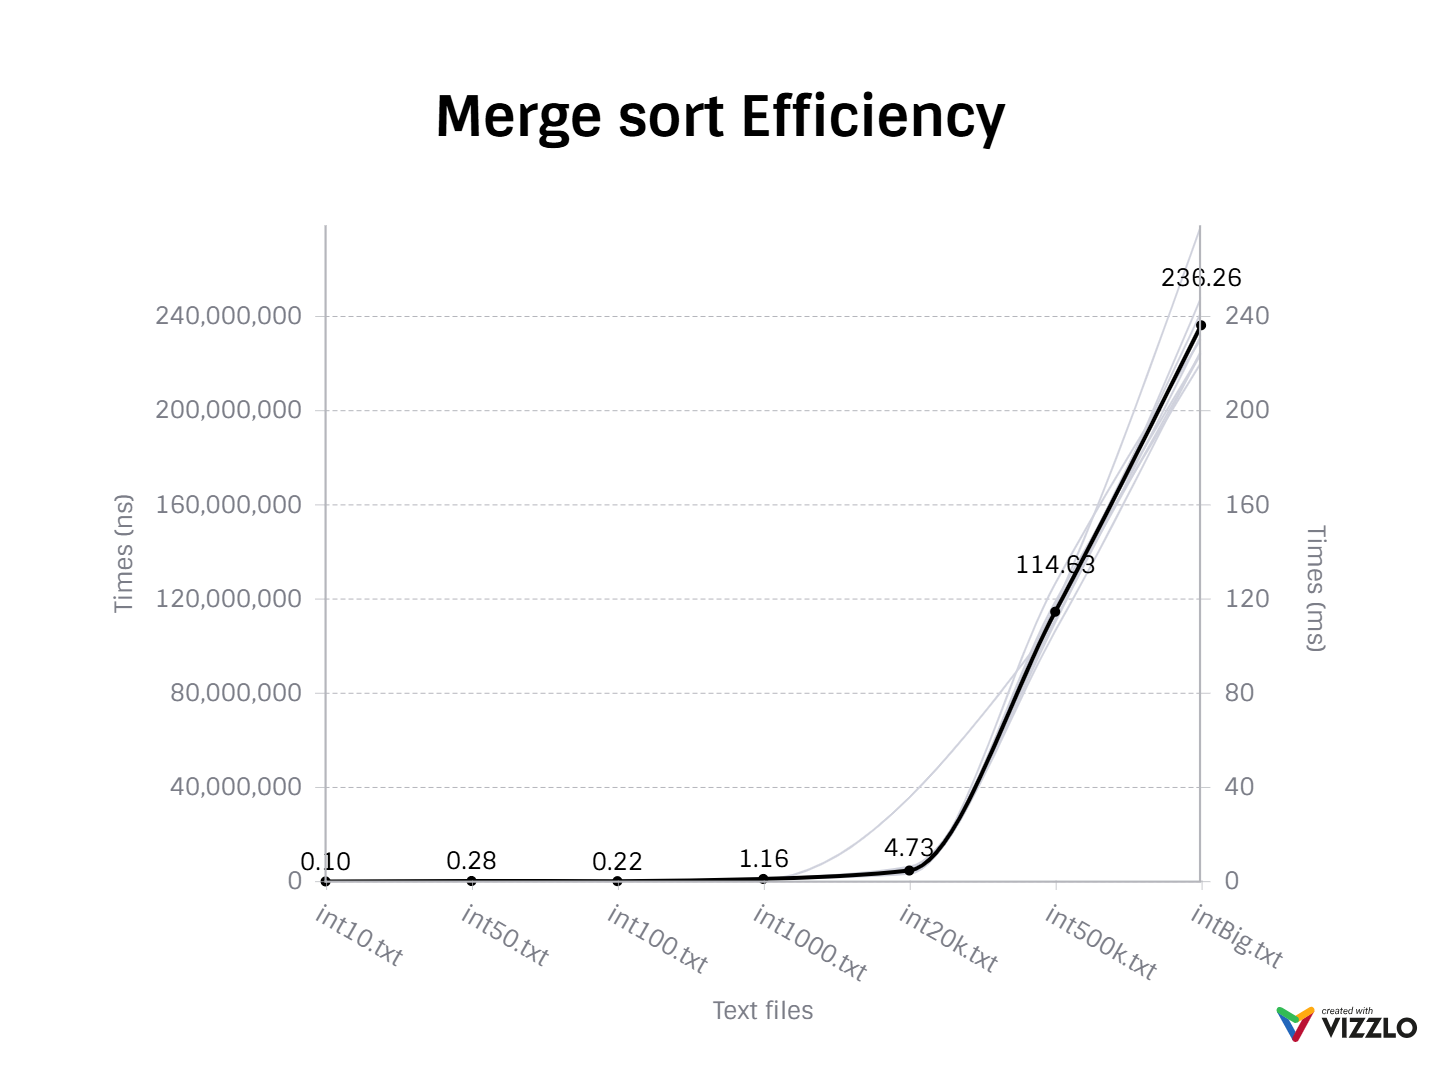 Merge sort Efficiency
236.26
240,000,000
240
200,000,000
200
160,000,000
160
Times (ns)
Times (ms)
114.63
120,000,000
120
80,000,000
80
40,000,000
40
0.10
0.28
0.22
1.16
4.73
0
0
int10.txt
int50.txt
int100.txt
int1000.txt
int20k.txt
int500k.txt
intBig.txt
Text files
created with
VIZZLO